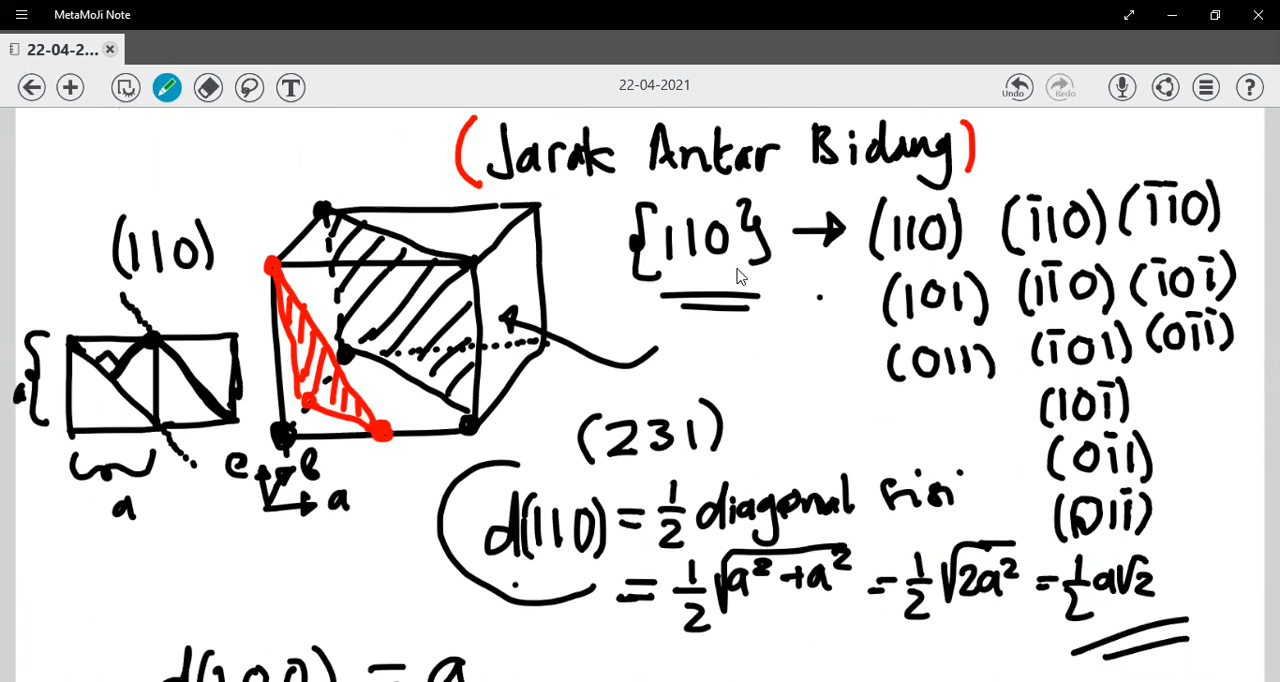 MetaMoJi Note
22-04-2...
22-04-2021
Undo
Redo
(Jarak Antar Bidang)
(110)
{110} → (110) (1̅10) (1̅1̅0)
(101) (11̅0) (1̅01̅)
(011) (1̅01) (01̅1̅)
(101̅)
(01̅1)
(011̅)
a
a
c b a
(231)
d(110) = 1/2 diagonal sisi
= 1/2 √a² + a² = 1/2 √2a² = 1/2 a√2
d(100) = a